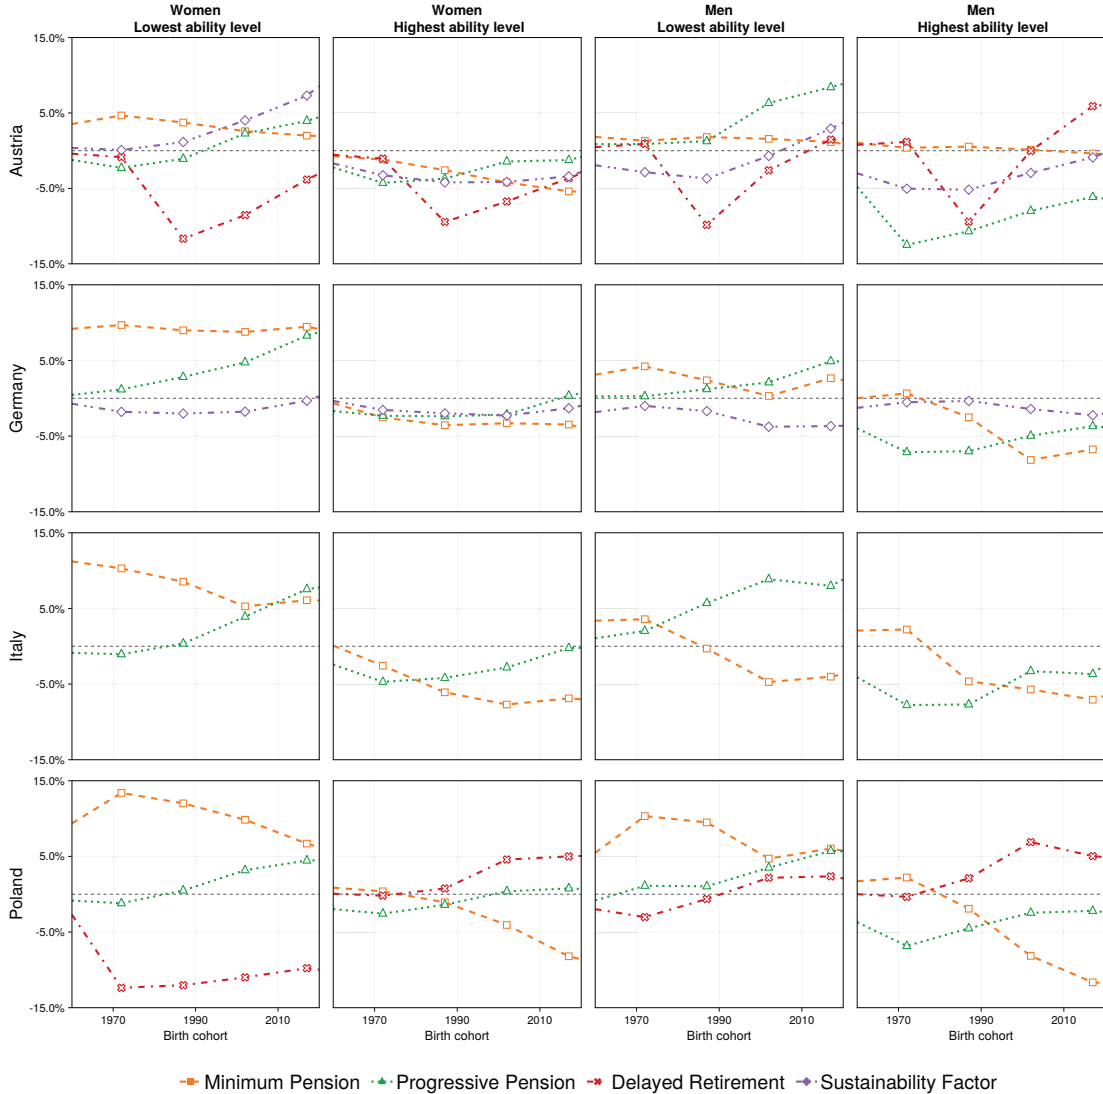 Women
Lowest ability level
Women
Highest ability level
Men
Lowest ability level
Men
Highest ability level
15.0%
5.0%
-5.0%
-15.0%
Austria
15.0%
5.0%
-5.0%
-15.0%
Germany
15.0%
5.0%
-5.0%
-15.0%
Italy
15.0%
5.0%
-5.0%
-15.0%
Poland
1970 1990 2010
1970 1990 2010
1970 1990 2010
1970 1990 2010
Birth cohort
Birth cohort
Birth cohort
Birth cohort
Minimum Pension Progressive Pension Delayed Retirement Sustainability Factor